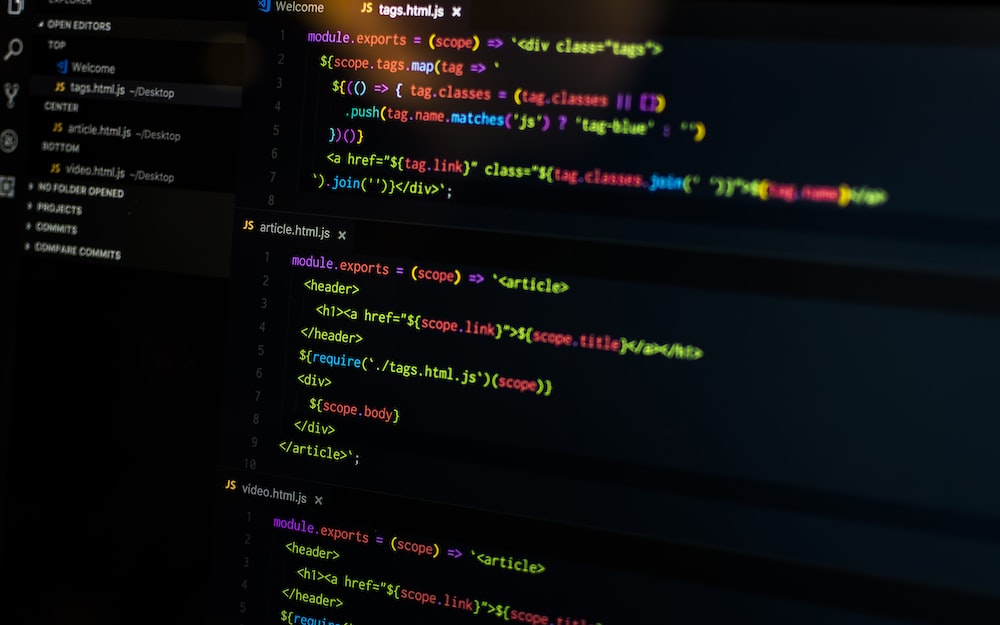 EXPLORER
OPEN EDITORS
TOP
Welcome
JS tags.html.js ~/Desktop
CENTER
JS article.html.js ~/Desktop
BOTTOM
JS video.html.js ~/Desktop
NO FOLDER OPENED
PROJECTS
COMMITS
COMPARE COMMITS
Welcome JS tags.html.js ×
1 module.exports = (scope) => `<div class="tags">
2 ${scope.tags.map(tag => `
3 ${(() => { tag.classes = (tag.classes || [])
4 .push(tag.name.matches('js') ? 'tag-blue' : '')
5 })()}
6 <a href="${tag.link}" class="${tag.classes.join(' ')}">${tag.name}</a>
7 `).join('')}</div>`;
8
JS article.html.js ×
1 module.exports = (scope) => `<article>
2 <header>
3 <h1><a href="${scope.link}">${scope.title}</a></h1>
4 </header>
5 ${require(`./tags.html.js`)(scope)}
6 <div>
7 ${scope.body}
8 </div>
9 </article>`;
10
JS video.html.js ×
1 module.exports = (scope) => `<article>
2 <header>
3 <h1><a href="${scope.link}">${scope.title
4 </header>
5 ${require(`